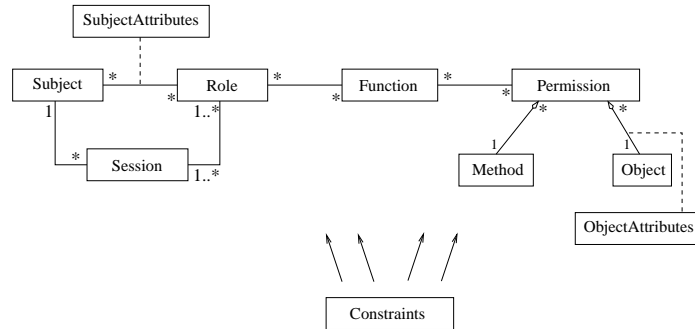 SubjectAttributes
Subject * * Role * * Function * * Permission
1 1..* * *
* Session 1..*
1 1
Method Object
ObjectAttributes
Constraints